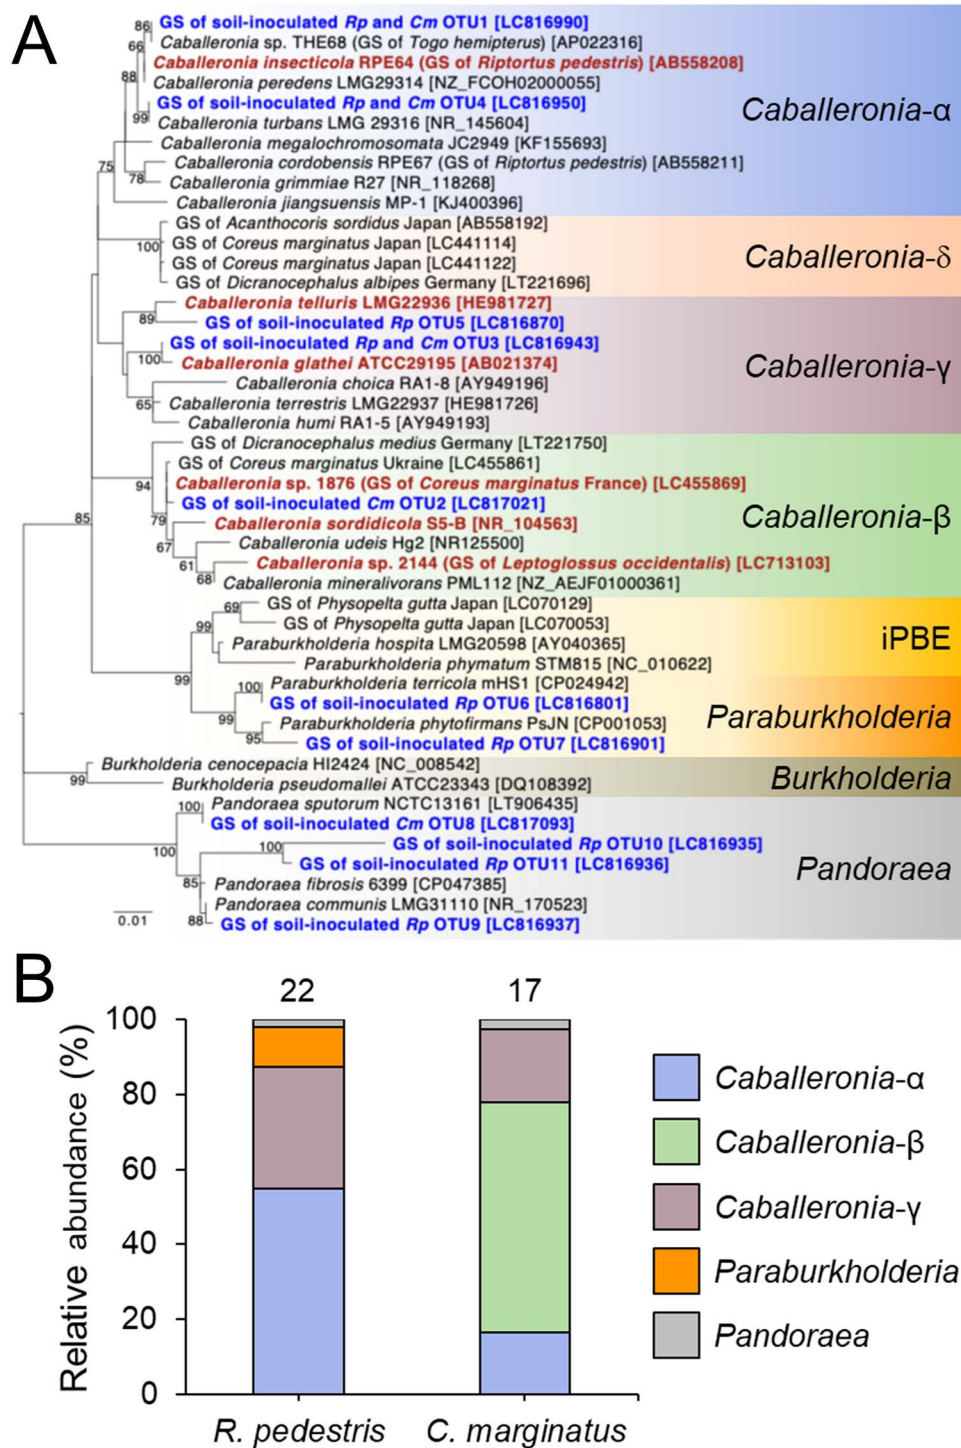 A
GS of soil-inoculated Rp and Cm OTU1 [LC816990]
Caballeronia sp. THE68 (GS of Togo hemipterus) [AP022316]
Caballeronia insecticola RPE64 (GS of Riptortus pedestris) [AB558208]
Caballeronia peredens LMG29314 [NZ_FCOH02000055]
GS of soil-inoculated Rp and Cm OTU4 [LC816950]
Caballeronia turbans LMG 29316 [NR_145604]
Caballeronia megalochromosomata JC2949 [KF155693]
Caballeronia cordobensis RPE67 (GS of Riptortus pedestris) [AB558211]
Caballeronia grimmiae R27 [NR_118268]
Caballeronia jiangsuensis MP-1 [KJ400396]
Caballeronia-α
86
66
88
99
75
78
GS of Acanthocoris sordidus Japan [AB558192]
GS of Coreus marginatus Japan [LC441114]
GS of Coreus marginatus Japan [LC441122]
GS of Dicranocephalus albipes Germany [LT221696]
Caballeronia-δ
100
Caballeronia telluris LMG22936 [HE981727]
GS of soil-inoculated Rp OTU5 [LC816870]
GS of soil-inoculated Rp and Cm OTU3 [LC816943]
Caballeronia glathei ATCC29195 [AB021374]
Caballeronia choica RA1-8 [AY949196]
Caballeronia terrestris LMG22937 [HE981726]
Caballeronia humi RA1-5 [AY949193]
Caballeronia-γ
89
100
65
GS of Dicranocephalus medius Germany [LT221750]
GS of Coreus marginatus Ukraine [LC455861]
Caballeronia sp. 1876 (GS of Coreus marginatus France) [LC455869]
GS of soil-inoculated Cm OTU2 [LC817021]
Caballeronia sordidicola S5-B [NR_104563]
Caballeronia udeis Hg2 [NR125500]
Caballeronia sp. 2144 (GS of Leptoglossus occidentalis) [LC713103]
Caballeronia mineralivorans PML112 [NZ_AEJF01000361]
Caballeronia-β
94
85
79
67
61
68
GS of Physopelta gutta Japan [LC070129]
GS of Physopelta gutta Japan [LC070053]
Paraburkholderia hospita LMG20598 [AY040365]
Paraburkholderia phymatum STM815 [NC_010622]
iPBE
69
99
99
Paraburkholderia terricola mHS1 [CP024942]
GS of soil-inoculated Rp OTU6 [LC816801]
Paraburkholderia phytofirmans PsJN [CP001053]
GS of soil-inoculated Rp OTU7 [LC816901]
Paraburkholderia
100
99
95
Burkholderia cenocepacia HI2424 [NC_008542]
Burkholderia pseudomallei ATCC23343 [DQ108392]
Burkholderia
99
Pandoraea sputorum NCTC13161 [LT906435]
GS of soil-inoculated Cm OTU8 [LC817093]
GS of soil-inoculated Rp OTU10 [LC816935]
GS of soil-inoculated Rp OTU11 [LC816936]
Pandoraea fibrosis 6399 [CP047385]
Pandoraea communis LMG31110 [NR_170523]
GS of soil-inoculated Rp OTU9 [LC816937]
Pandoraea
100
100
100
85
88
0.01
B
22
17
Relative abundance (%)
100
80
60
40
20
0
R. pedestris
C. marginatus
Caballeronia-α
Caballeronia-β
Caballeronia-γ
Paraburkholderia
Pandoraea